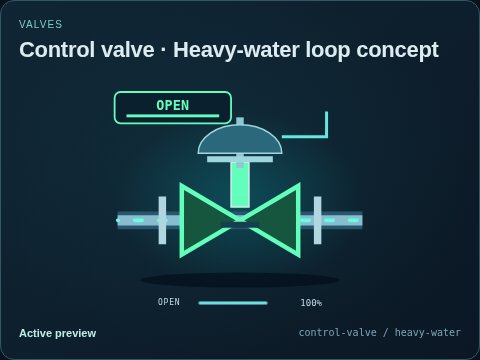 VALVES
Control valve · Heavy-water loop concept
OPEN
OPEN 100%
Active preview control-valve / heavy-water